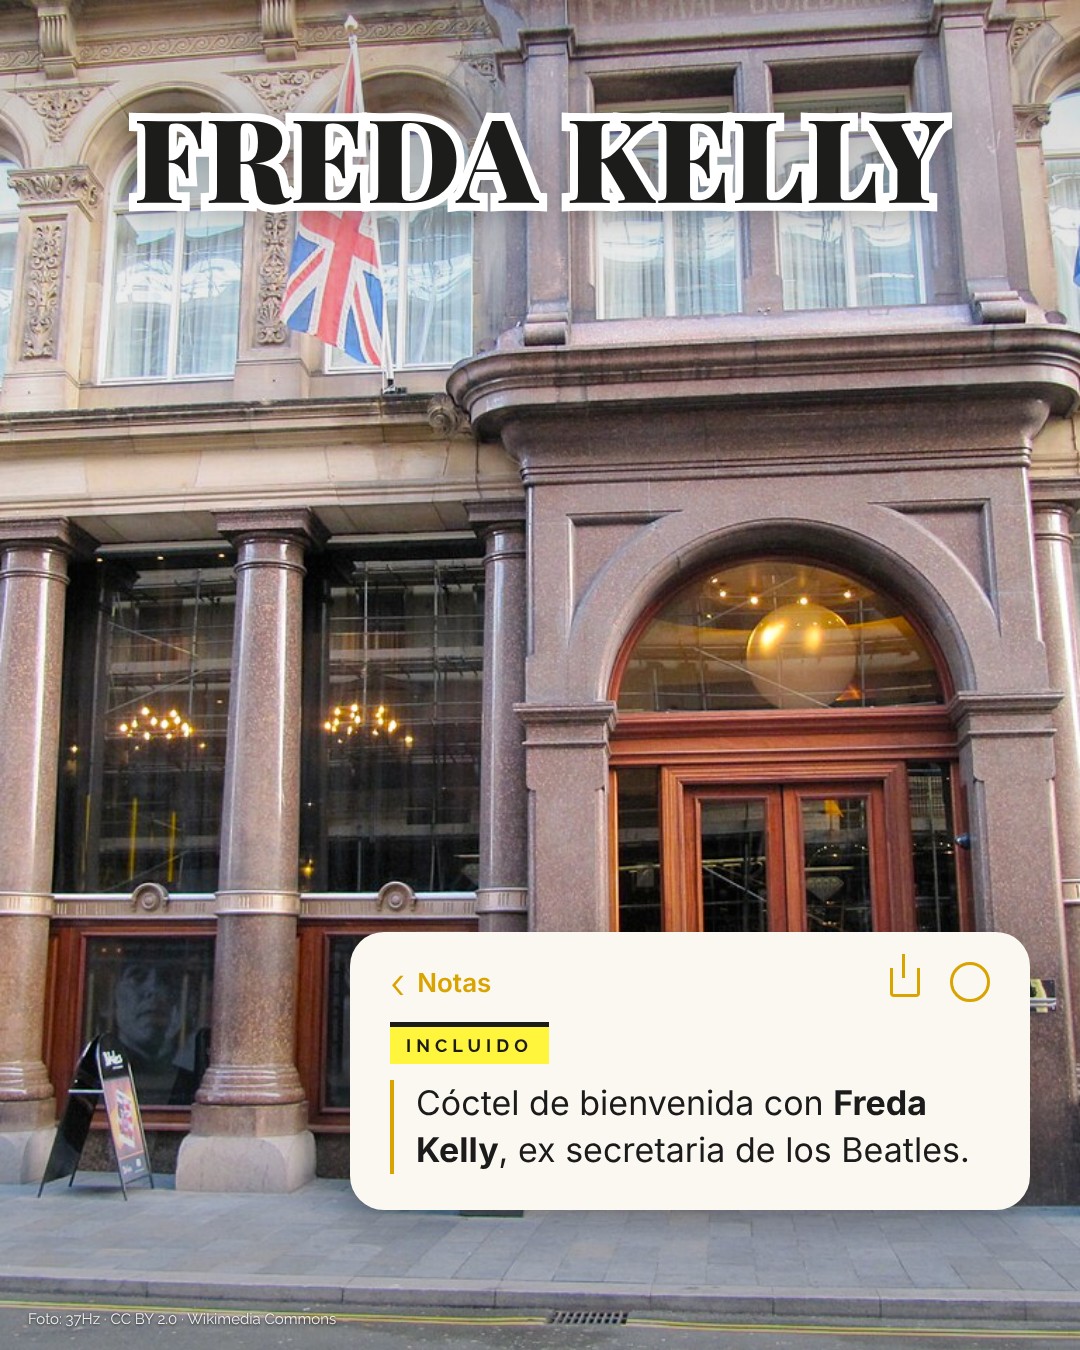 FREDA KELLY
Notas
INCLUIDO
Cóctel de bienvenida con Freda
Kelly, ex secretaria de los Beatles.
Foto: 37Hz · CC BY 2.0 · Wikimedia Commons